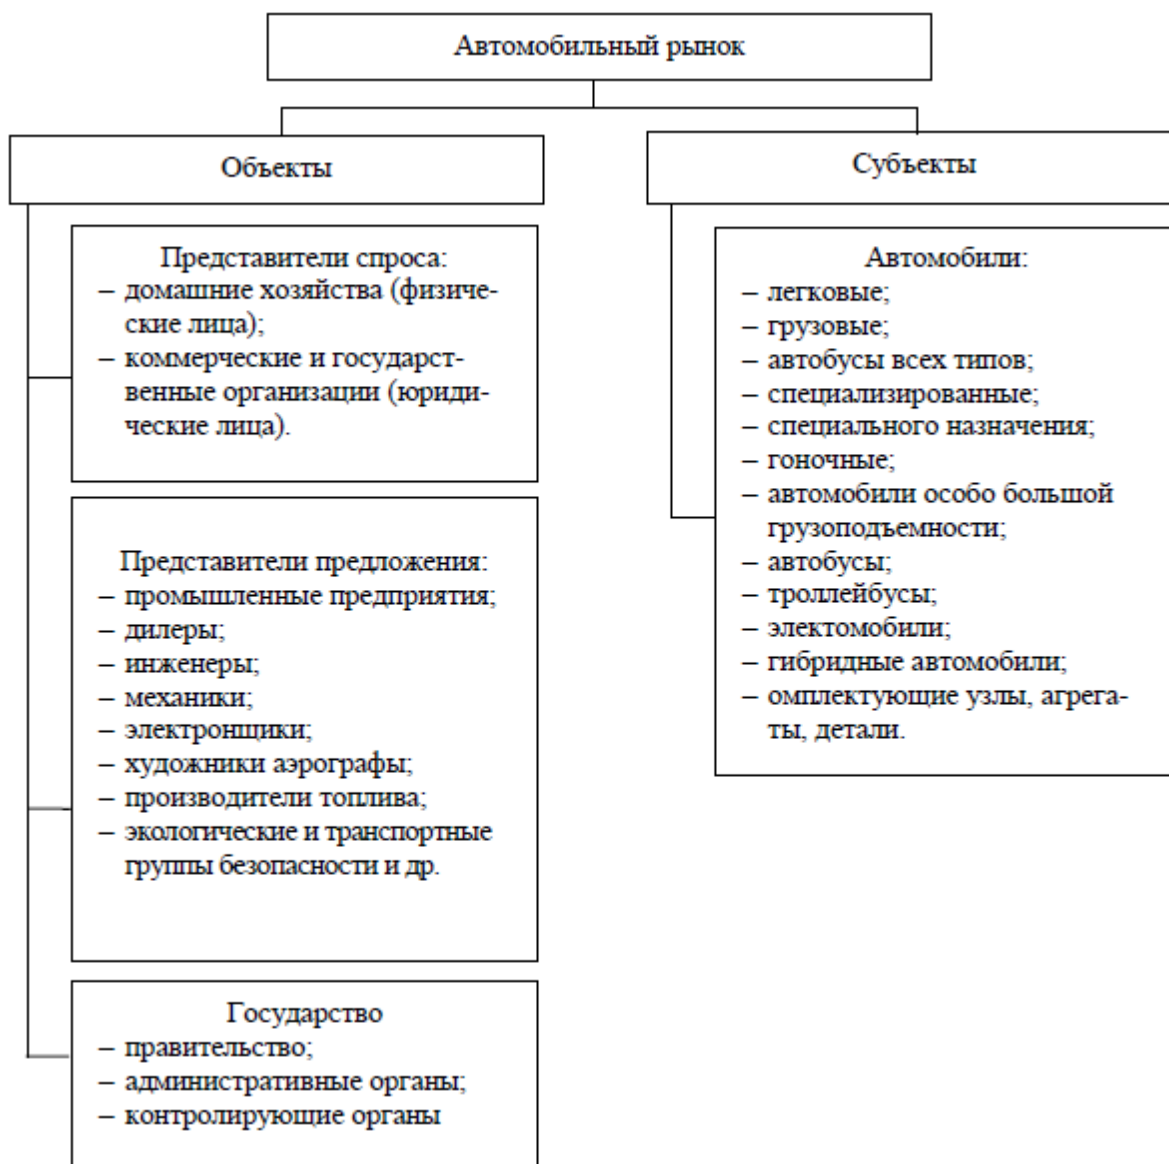 Автомобильный рынок
Объекты
Представители спроса:
– домашние хозяйства (физиче-
ские лица);
– коммерческие и государст-
венные организации (юриди-
ческие лица).
Представители предложения:
– промышленные предприятия;
– дилеры;
– инженеры;
– механики;
– электронщики;
– художники аэрографы;
– производители топлива;
– экологические и транспортные
группы безопасности и др.
Государство
– правительство;
– административные органы;
– контролирующие органы
Субъекты
Автомобили:
– легковые;
– грузовые;
– автобусы всех типов;
– специализированные;
– специального назначения;
– гоночные;
– автомобили особо большой
грузоподъемности;
– автобусы;
– троллейбусы;
– электомобили;
– гибридные автомобили;
– омплектующие узлы, агрега-
ты, детали.